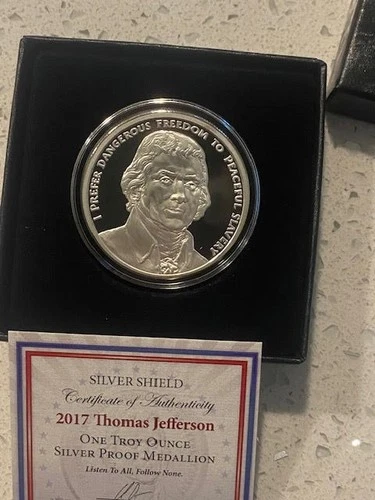 I PREFER DANGEROUS FREEDOM TO PEACEFUL SLAVERY
SILVER SHIELD
Certificate of Authenticity
2017 Thomas Jefferson
ONE TROY OUNCE
SILVER PROOF MEDALLION
Listen To All, Follow None.